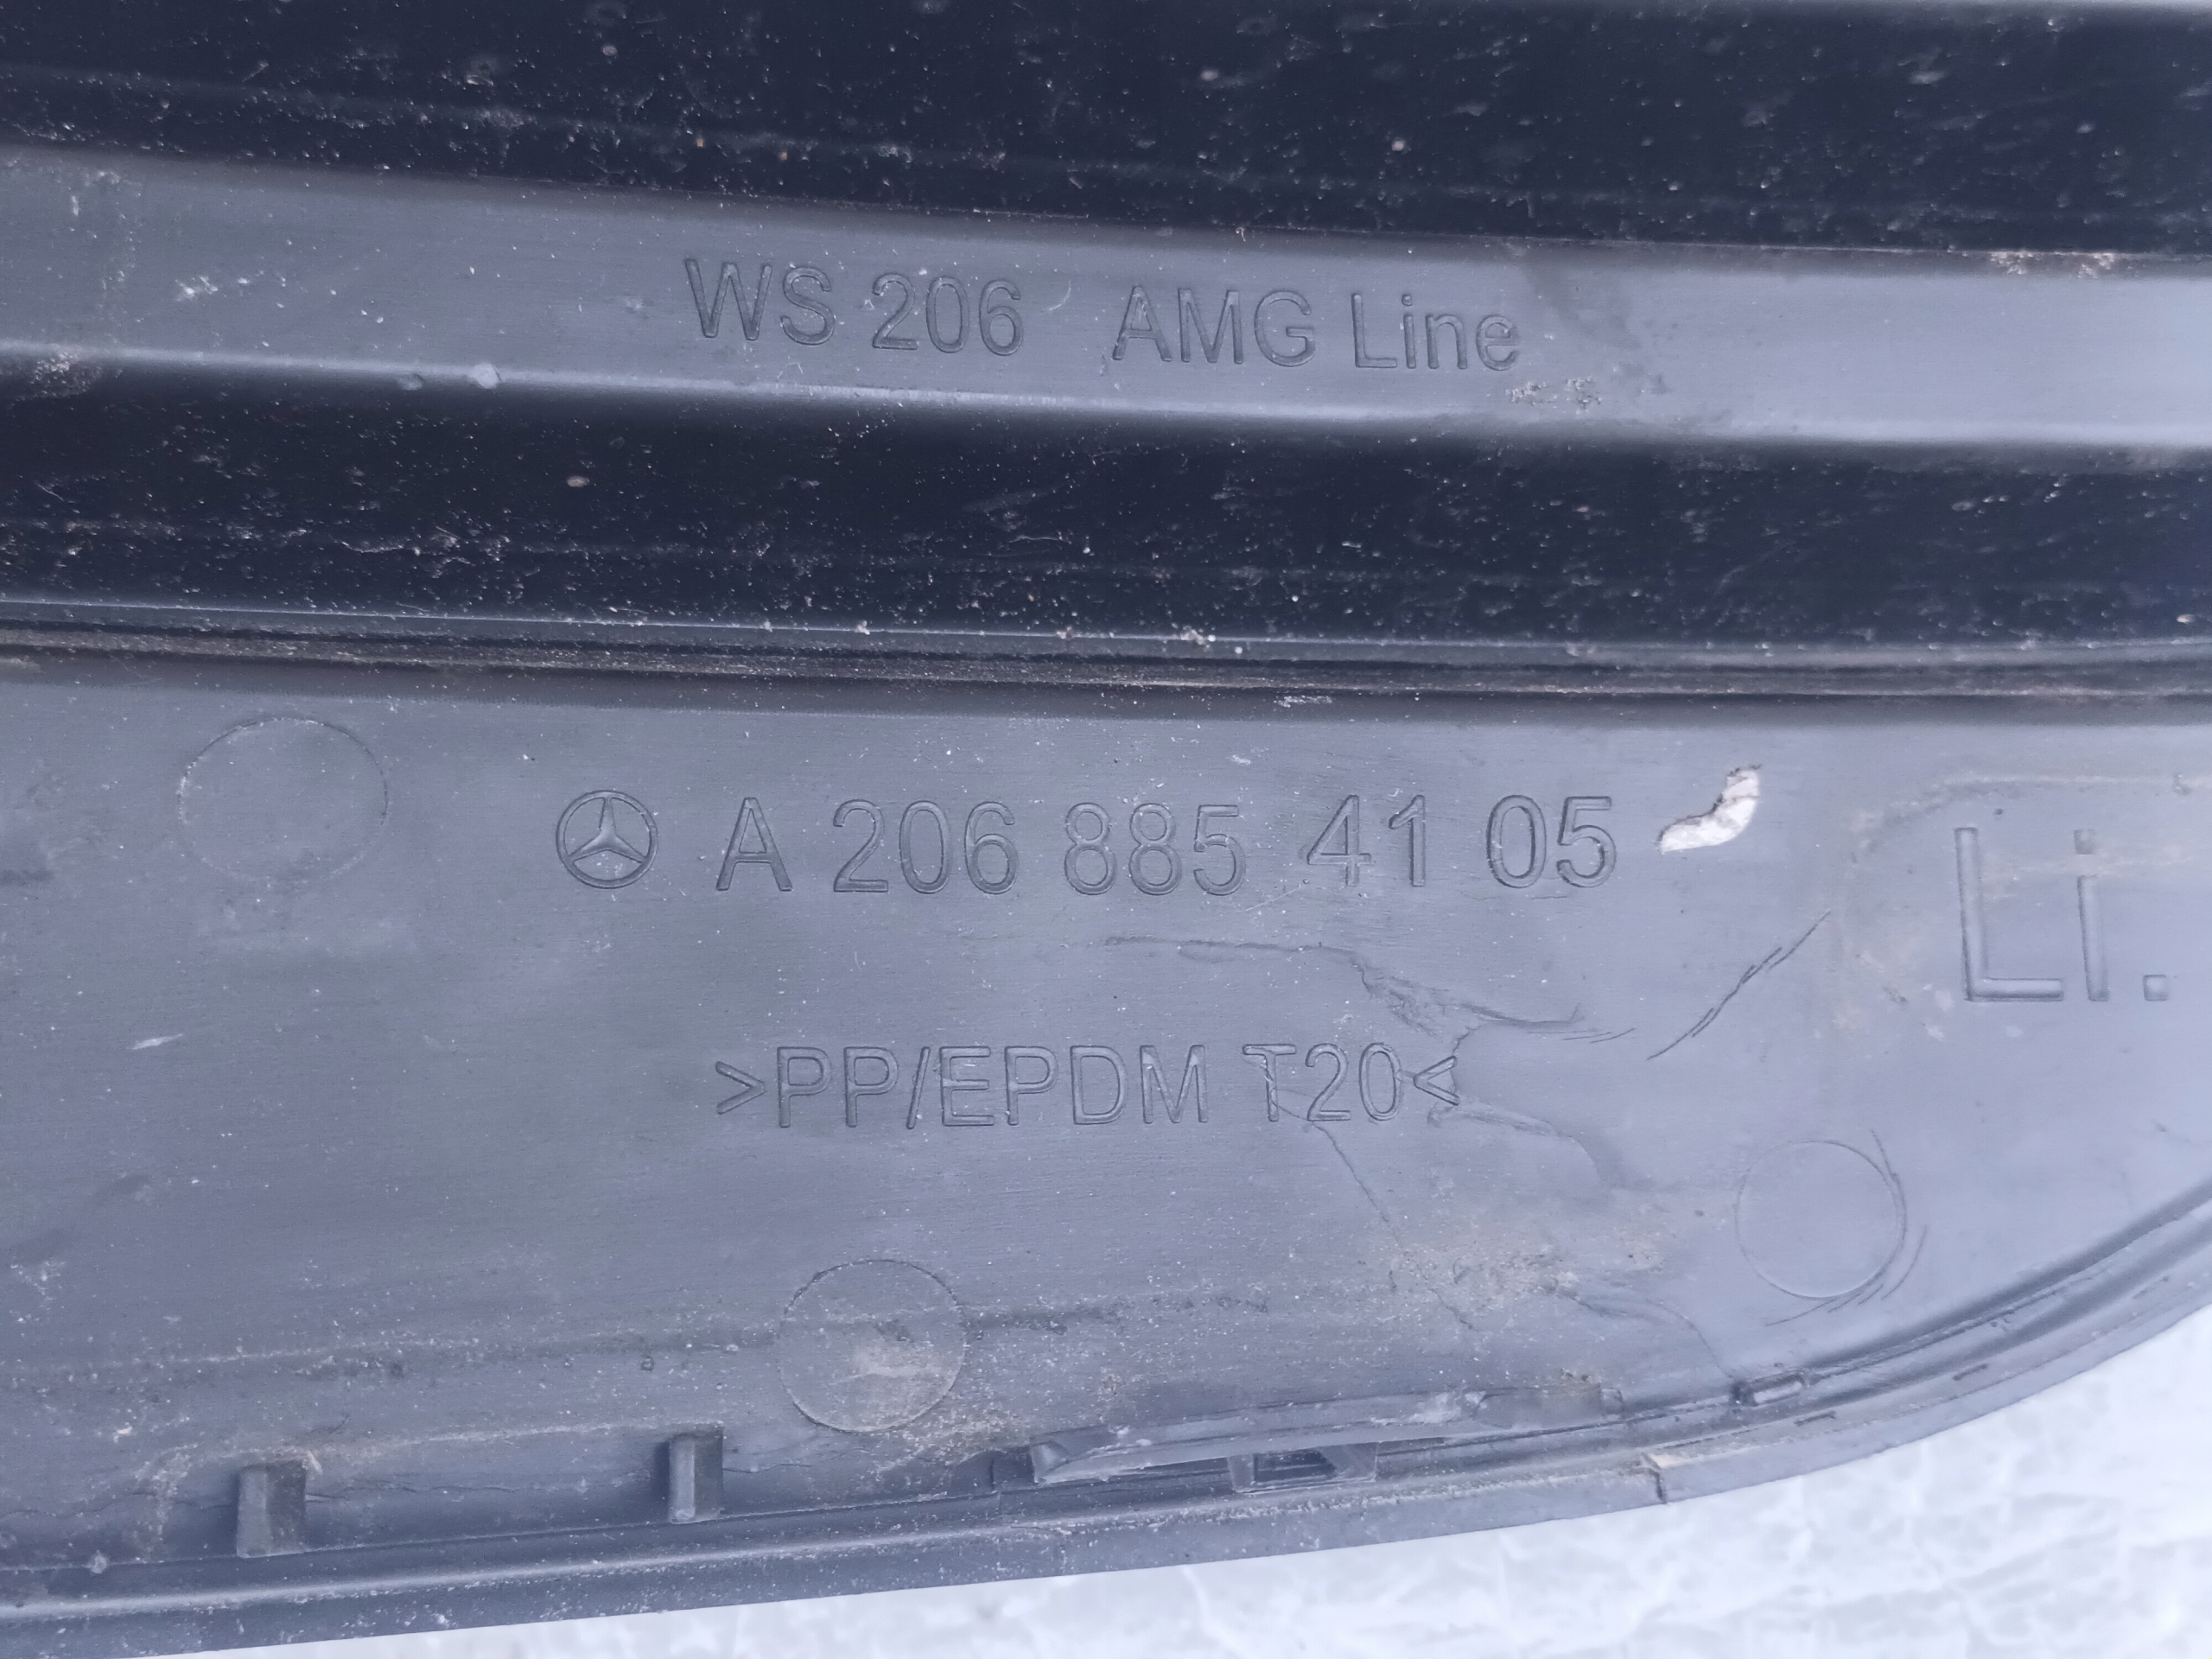 WS 206 AMG Line
A 206 885 41 05
Li.
>PP/EPDM T20<